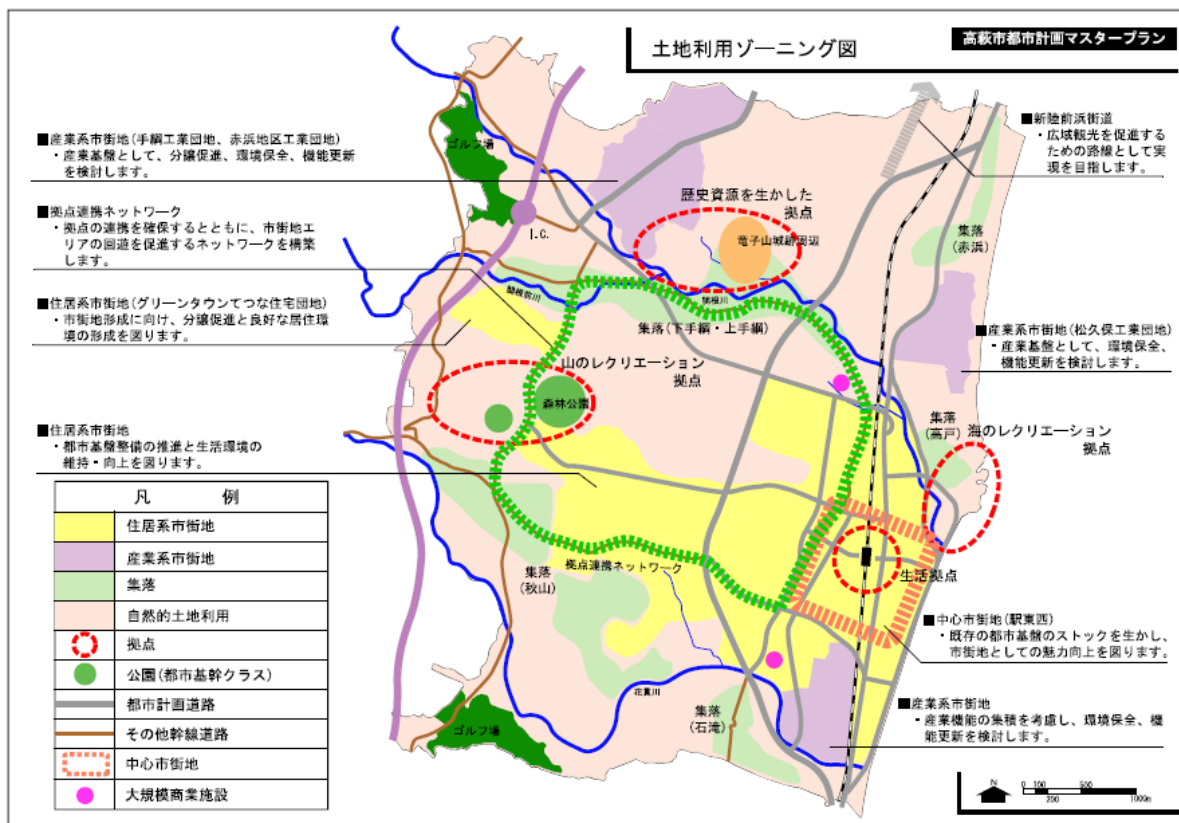 土地利用ゾーニング図
高萩市都市計画マスタープラン
■産業系市街地(手綱工業団地、赤浜地区工業団地)
・産業基盤として、分譲促進、環境保全、機能更新
を検討します。
■拠点連携ネットワーク
・拠点の連携を確保するとともに、市街地エ
リアの回遊を促進するネットワークを構築
します。
■住居系市街地(グリーンタウンてつな住宅団地)
・市街地形成に向け、分譲促進と良好な居住環
境の形成を図ります。
■住居系市街地
・都市基盤整備の推進と生活環境の
維持・向上を図ります。
■新陸前浜街道
・広域観光を促進する
ための路線として実
現を目指します。
■産業系市街地(松久保工業団地)
・産業基盤として、環境保全、
機能更新を検討します。
■中心市街地(駅東西)
・既存の都市基盤のストックを生かし、
市街地としての魅力向上を図ります。
■産業系市街地
・産業機能の集積を考慮し、環境保全、機
能更新を検討します。
ゴルフ場
I.C.
歴史資源を生かした
拠点
竜子山城跡周辺
集落
(赤浜)
関根前川
関根川
集落(下手綱・上手綱)
山のレクリエーション
拠点
森林公園
集落
(高戸)
海のレクリエーション
拠点
生活拠点
拠点連携ネットワーク
集落
(秋山)
花貫川
集落
(石滝)
ゴルフ場
凡 例
住居系市街地
産業系市街地
集落
自然的土地利用
拠点
公園(都市基幹クラス)
都市計画道路
その他幹線道路
中心市街地
大規模商業施設
N
0 100 500
250 1000m